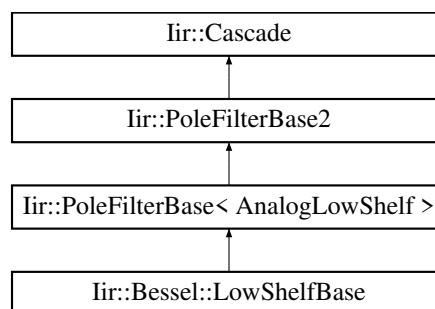 Iir::Cascade
Iir::PoleFilterBase2
Iir::PoleFilterBase< AnalogLowShelf >
Iir::Bessel::LowShelfBase